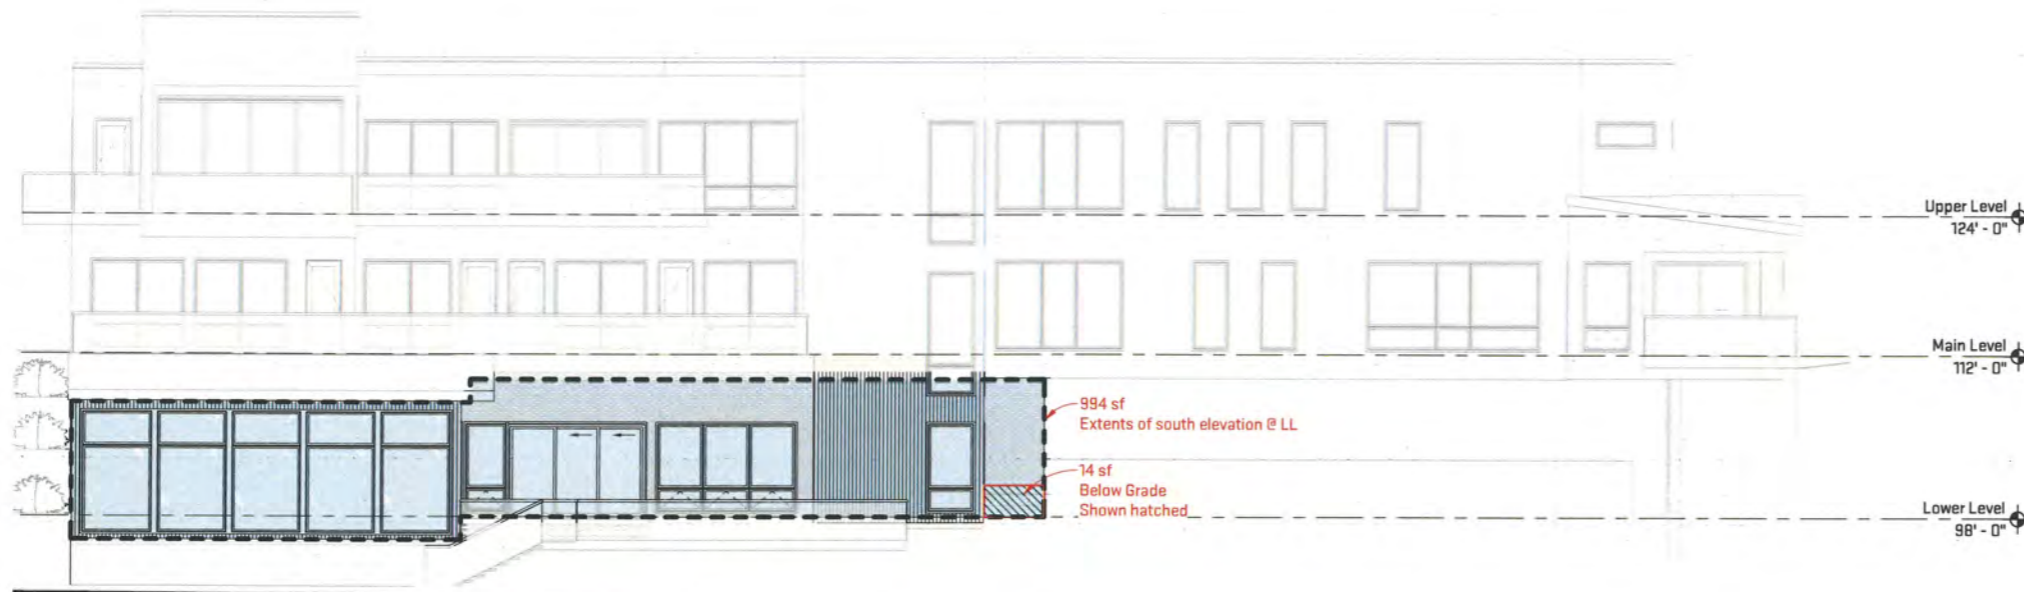 Upper Level
124' - 0"
Main Level
112' - 0"
994 sf
Extents of south elevation @ LL
14 sf
Below Grade
Shown hatched
Lower Level
98' - 0"